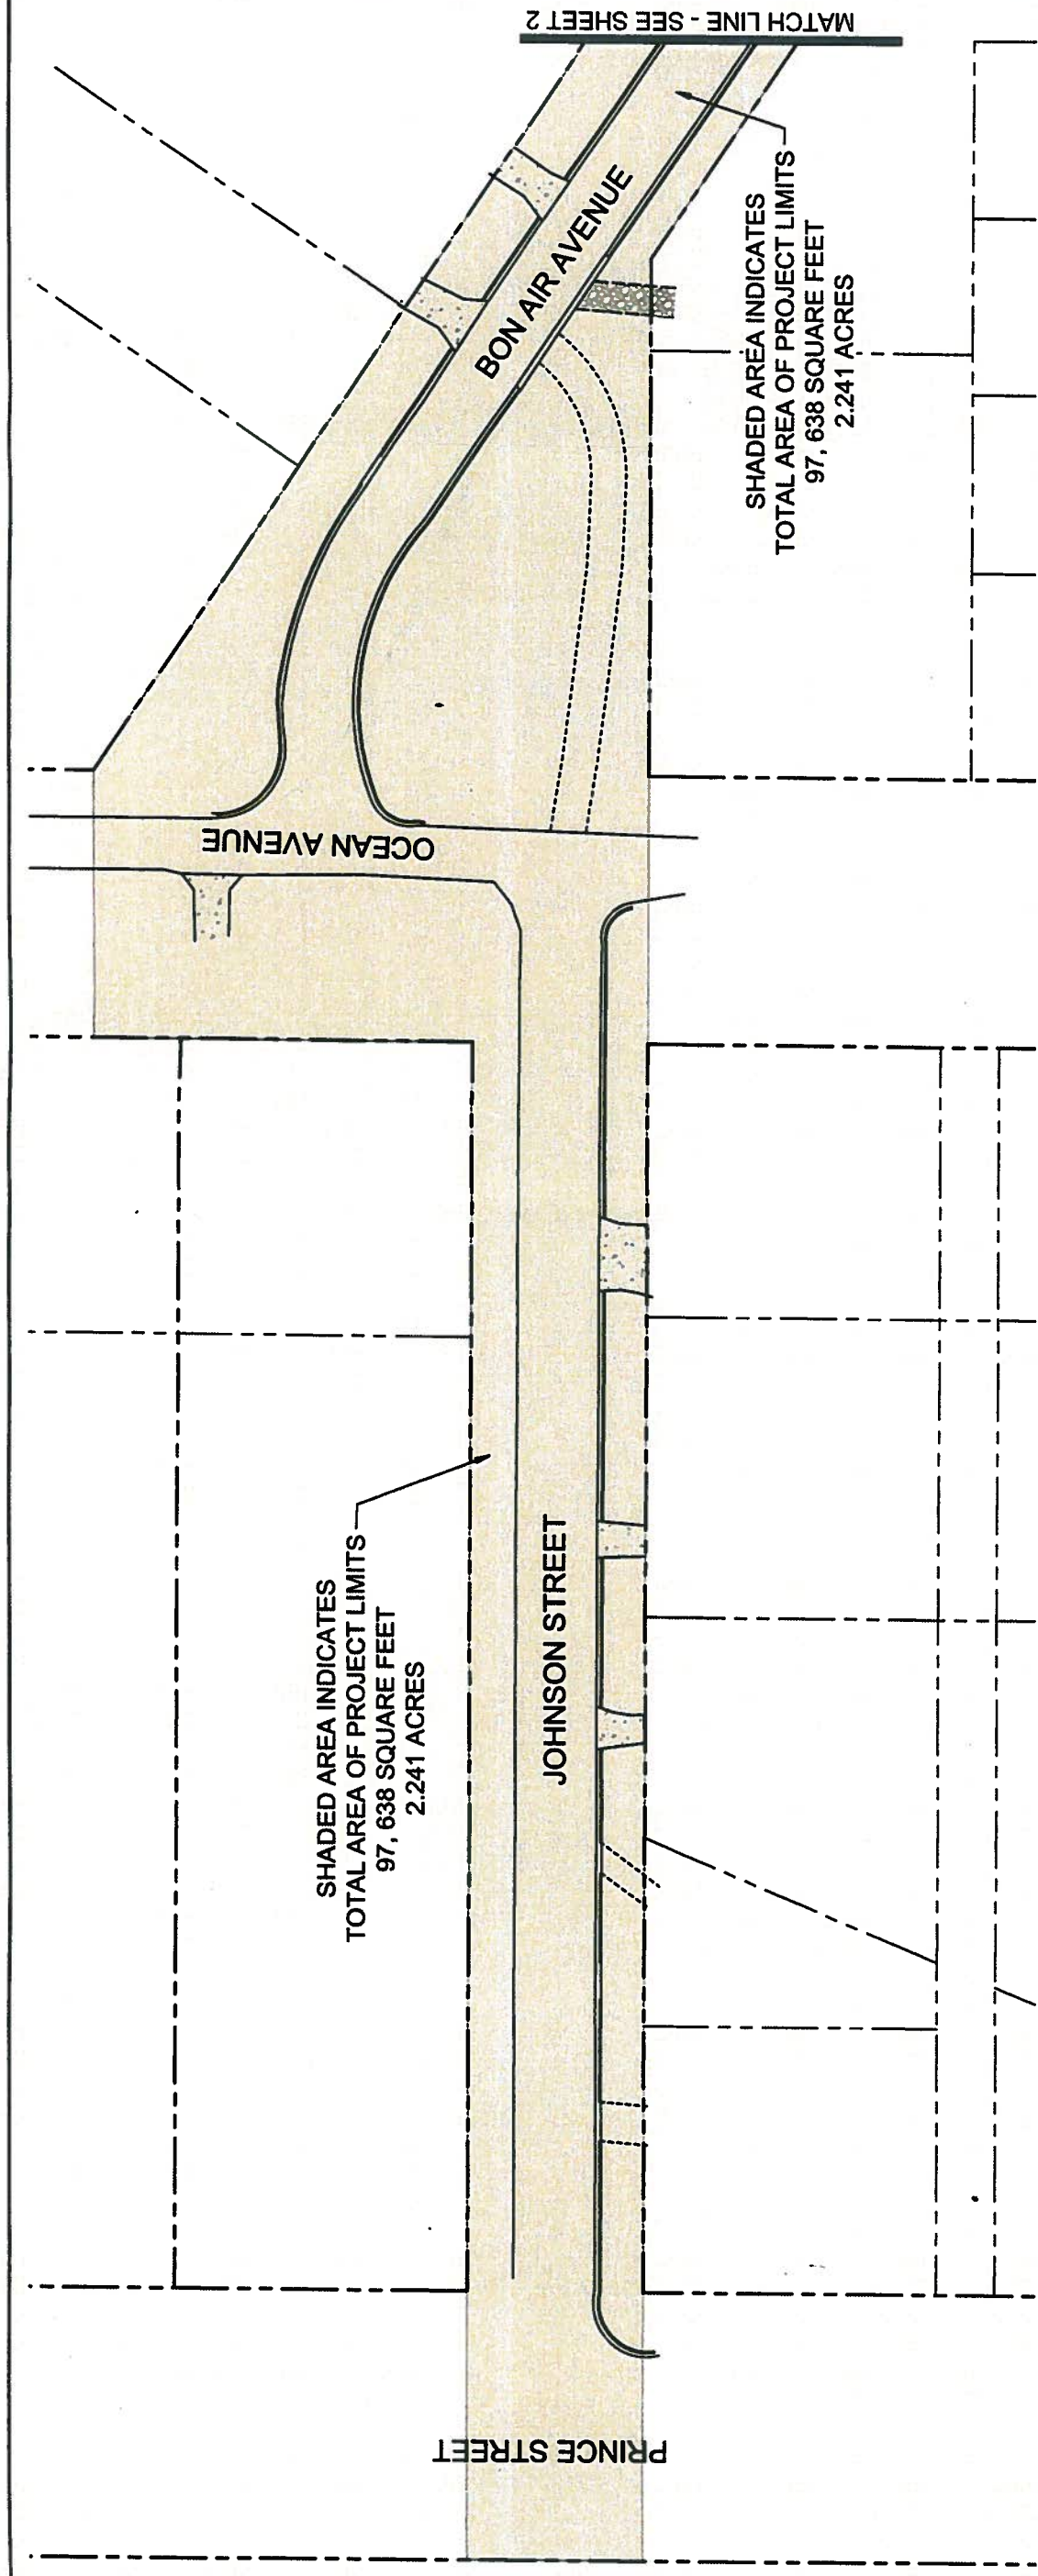 MATCH LINE - SEE SHEET 2
BON AIR AVENUE
SHADED AREA INDICATES
TOTAL AREA OF PROJECT LIMITS
97, 638 SQUARE FEET
2.241 ACRES
OCEAN AVENUE
SHADED AREA INDICATES
TOTAL AREA OF PROJECT LIMITS
97, 638 SQUARE FEET
2.241 ACRES
JOHNSON STREET
PRINCE STREET